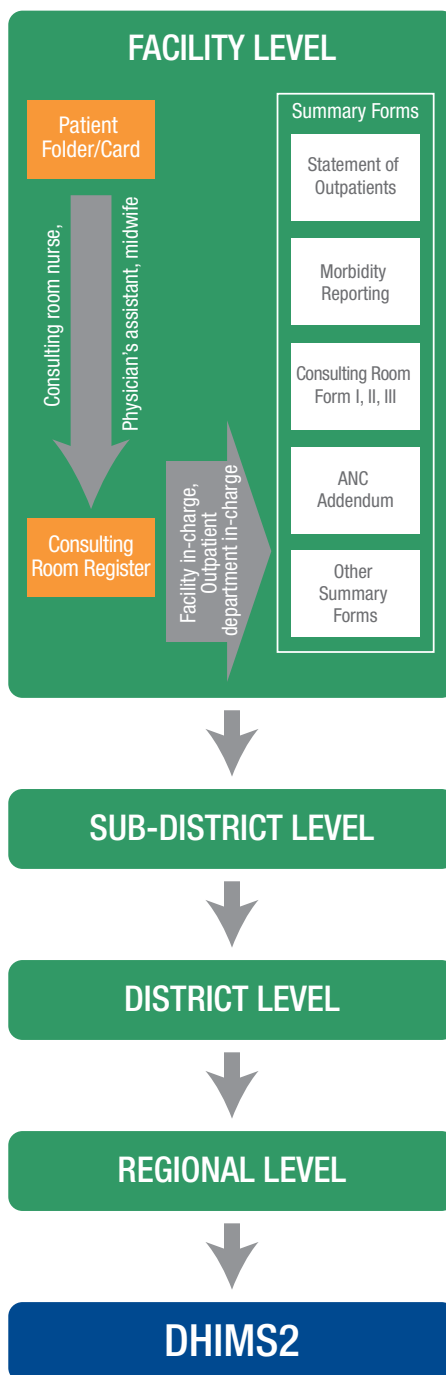 FACILITY LEVEL
Patient
Folder/Card
Consulting room nurse,
Physician's assistant, midwife
Consulting
Room Register
Facility in-charge,
Outpatient
department in-charge
Summary Forms
Statement of
Outpatients
Morbidity
Reporting
Consulting Room
Form I, II, III
ANC
Addendum
Other
Summary
Forms
SUB-DISTRICT LEVEL
DISTRICT LEVEL
REGIONAL LEVEL
DHIMS2